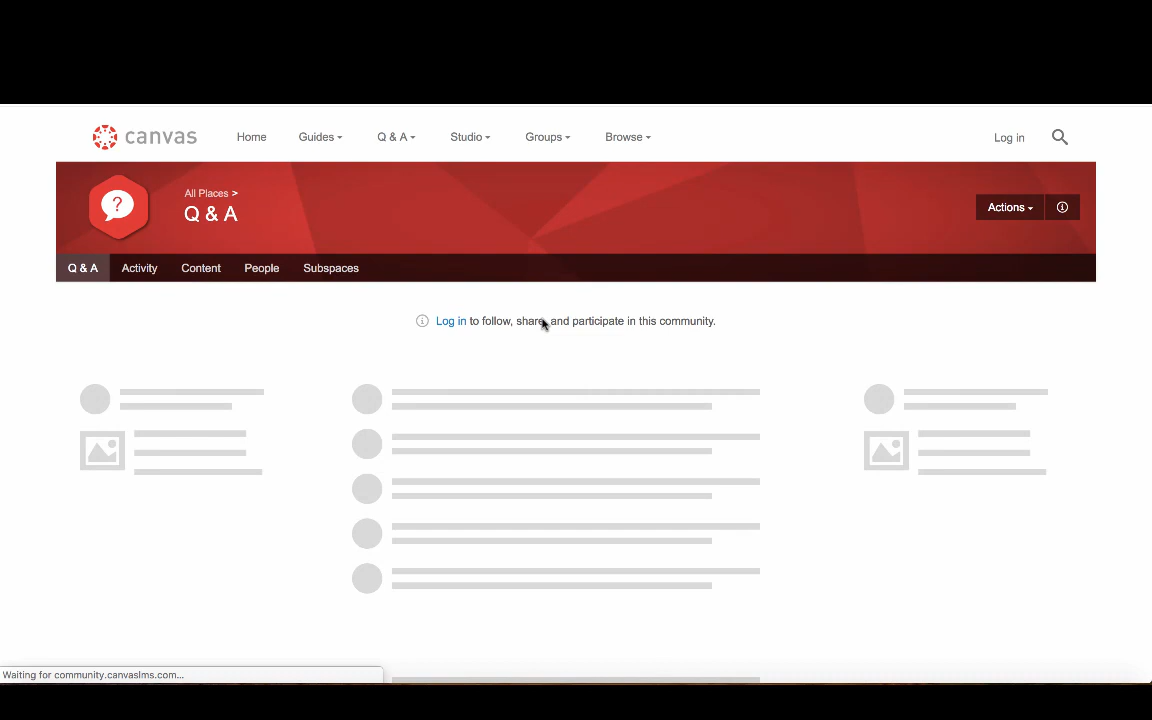 canvas Home Guides Q & A Studio Groups Browse Log in
All Places >
Q & A
? Actions
Q & A Activity Content People Subspaces
Log in to follow, share, and participate in this community.
Waiting for community.canvaslms.com...